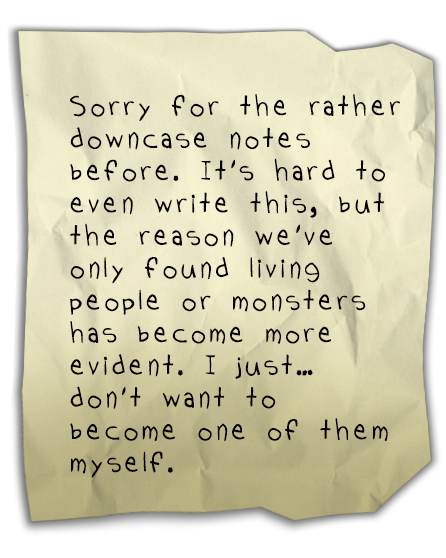 Sorry for the rather
downcase notes
before. It's hard to
even write this, but
the reason we've
only found living
people or monsters
has become more
evident. I just...
don't want to
become one of them
myself.